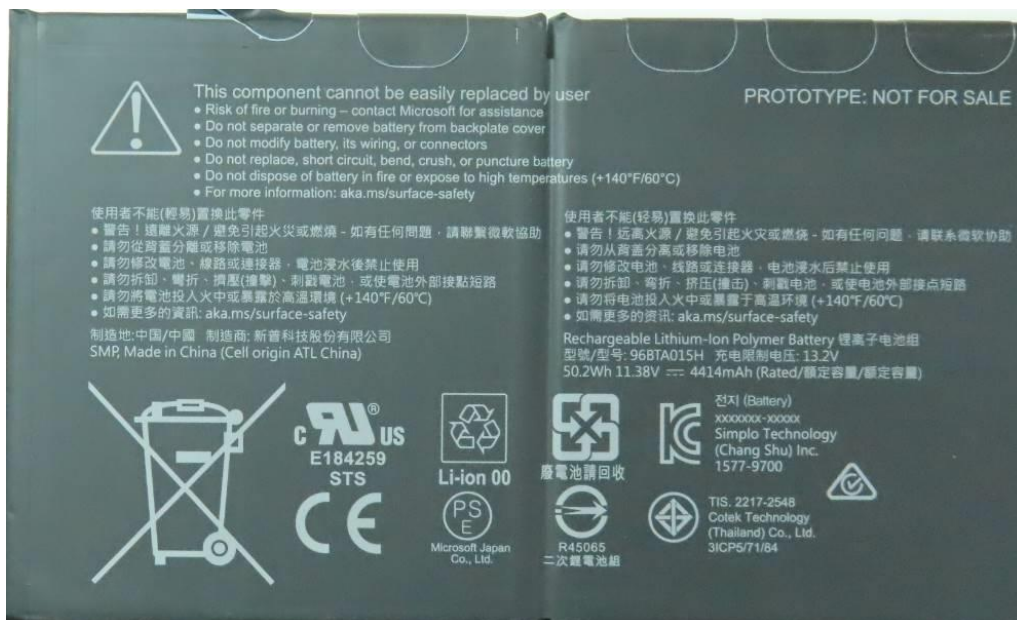 This component cannot be easily replaced by user
• Risk of fire or burning – contact Microsoft for assistance
• Do not separate or remove battery from backplate cover
• Do not modify battery, its wiring, or connectors
• Do not replace, short circuit, bend, crush, or puncture battery
• Do not dispose of battery in fire or expose to high temperatures (+140°F/60°C)
• For more information: aka.ms/surface-safety
PROTOTYPE: NOT FOR SALE
使用者不能(輕易)置換此零件
• 警告！遠離火源 / 避免引起火災或燃燒 - 如有任何問題，請聯繫微軟協助
• 請勿從背蓋分離或移除電池
• 請勿修改電池、線路或連接器，電池浸水後禁止使用
• 請勿拆卸、彎折、擠壓(撞擊)、刺戳電池，或使電池外部接點短路
• 請勿將電池投入火中或暴露於高溫環境 (+140°F/60°C)
• 如需更多的資訊: aka.ms/surface-safety
制造地:中国/中國 制造商: 新普科技股份有限公司
SMP, Made in China (Cell origin ATL China)
使用者不能(轻易)置换此零件
• 警告！远离火源 / 避免引起火灾或燃烧 - 如有任何问题，请联系微软协助
• 请勿从背盖分离或移除电池
• 请勿修改电池、线路或连接器，电池浸水后禁止使用
• 请勿拆卸、弯折、挤压(撞击)、刺戳电池，或使电池外部接点短路
• 请勿将电池投入火中或暴露于高温环境 (+140°F/60°C)
• 如需更多的资讯: aka.ms/surface-safety
Rechargeable Lithium-Ion Polymer Battery 锂离子电池组
型號/型号: 96BTA015H 充电限制电压: 13.2V
50.2Wh 11.38V ⎓ 4414mAh (Rated/額定容量/额定容量)
c RU® US
E184259
STS
CE
Li-ion 00
PS
E
Microsoft Japan
Co., Ltd.
廢電池請回收
R45065
二次鋰電池組
KC
전지 (Battery)
xxxxxxx-xxxxx
Simplo Technology
(Chang Shu) Inc.
1577-9700
TIS. 2217-2548
Cotek Technology
(Thailand) Co., Ltd.
3ICP5/71/84